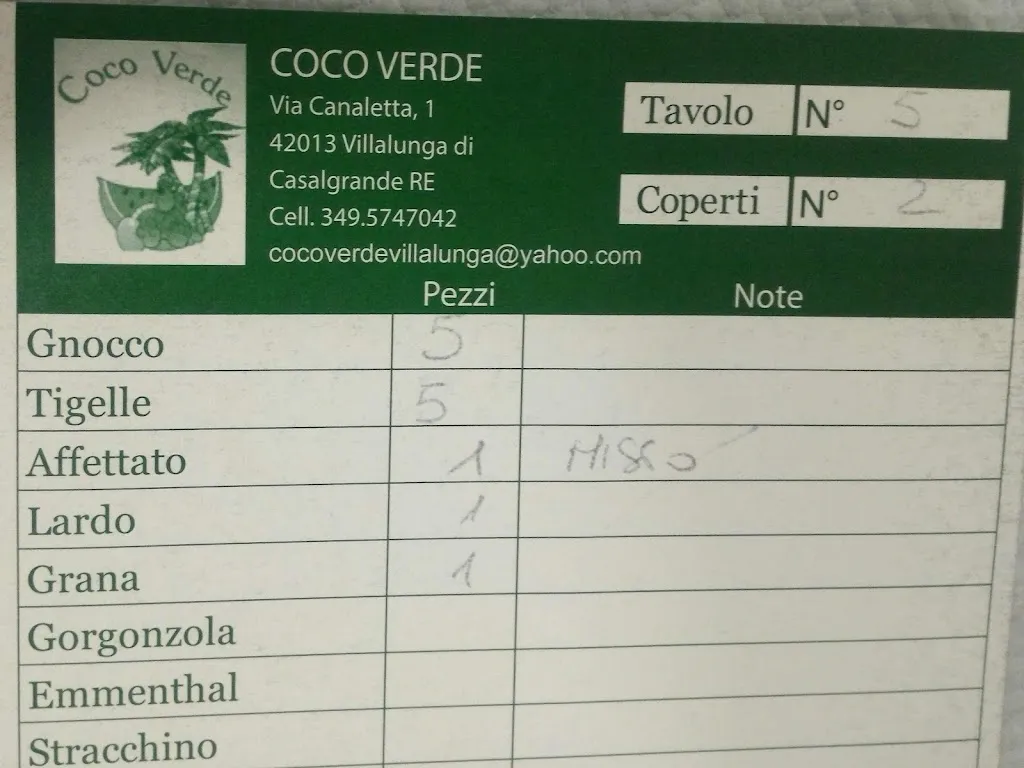 Coco Verde
COCO VERDE
Via Canaletta, 1
42013 Villalunga di
Casalgrande RE
Cell. 349.5747042
cocoverdevillalunga@yahoo.com
Tavolo N° 5
Coperti N° 2
Pezzi Note
Gnocco 5
Tigelle 5
Affettato 1 MISTO
Lardo 1
Grana 1
Gorgonzola
Emmenthal
Stracchino